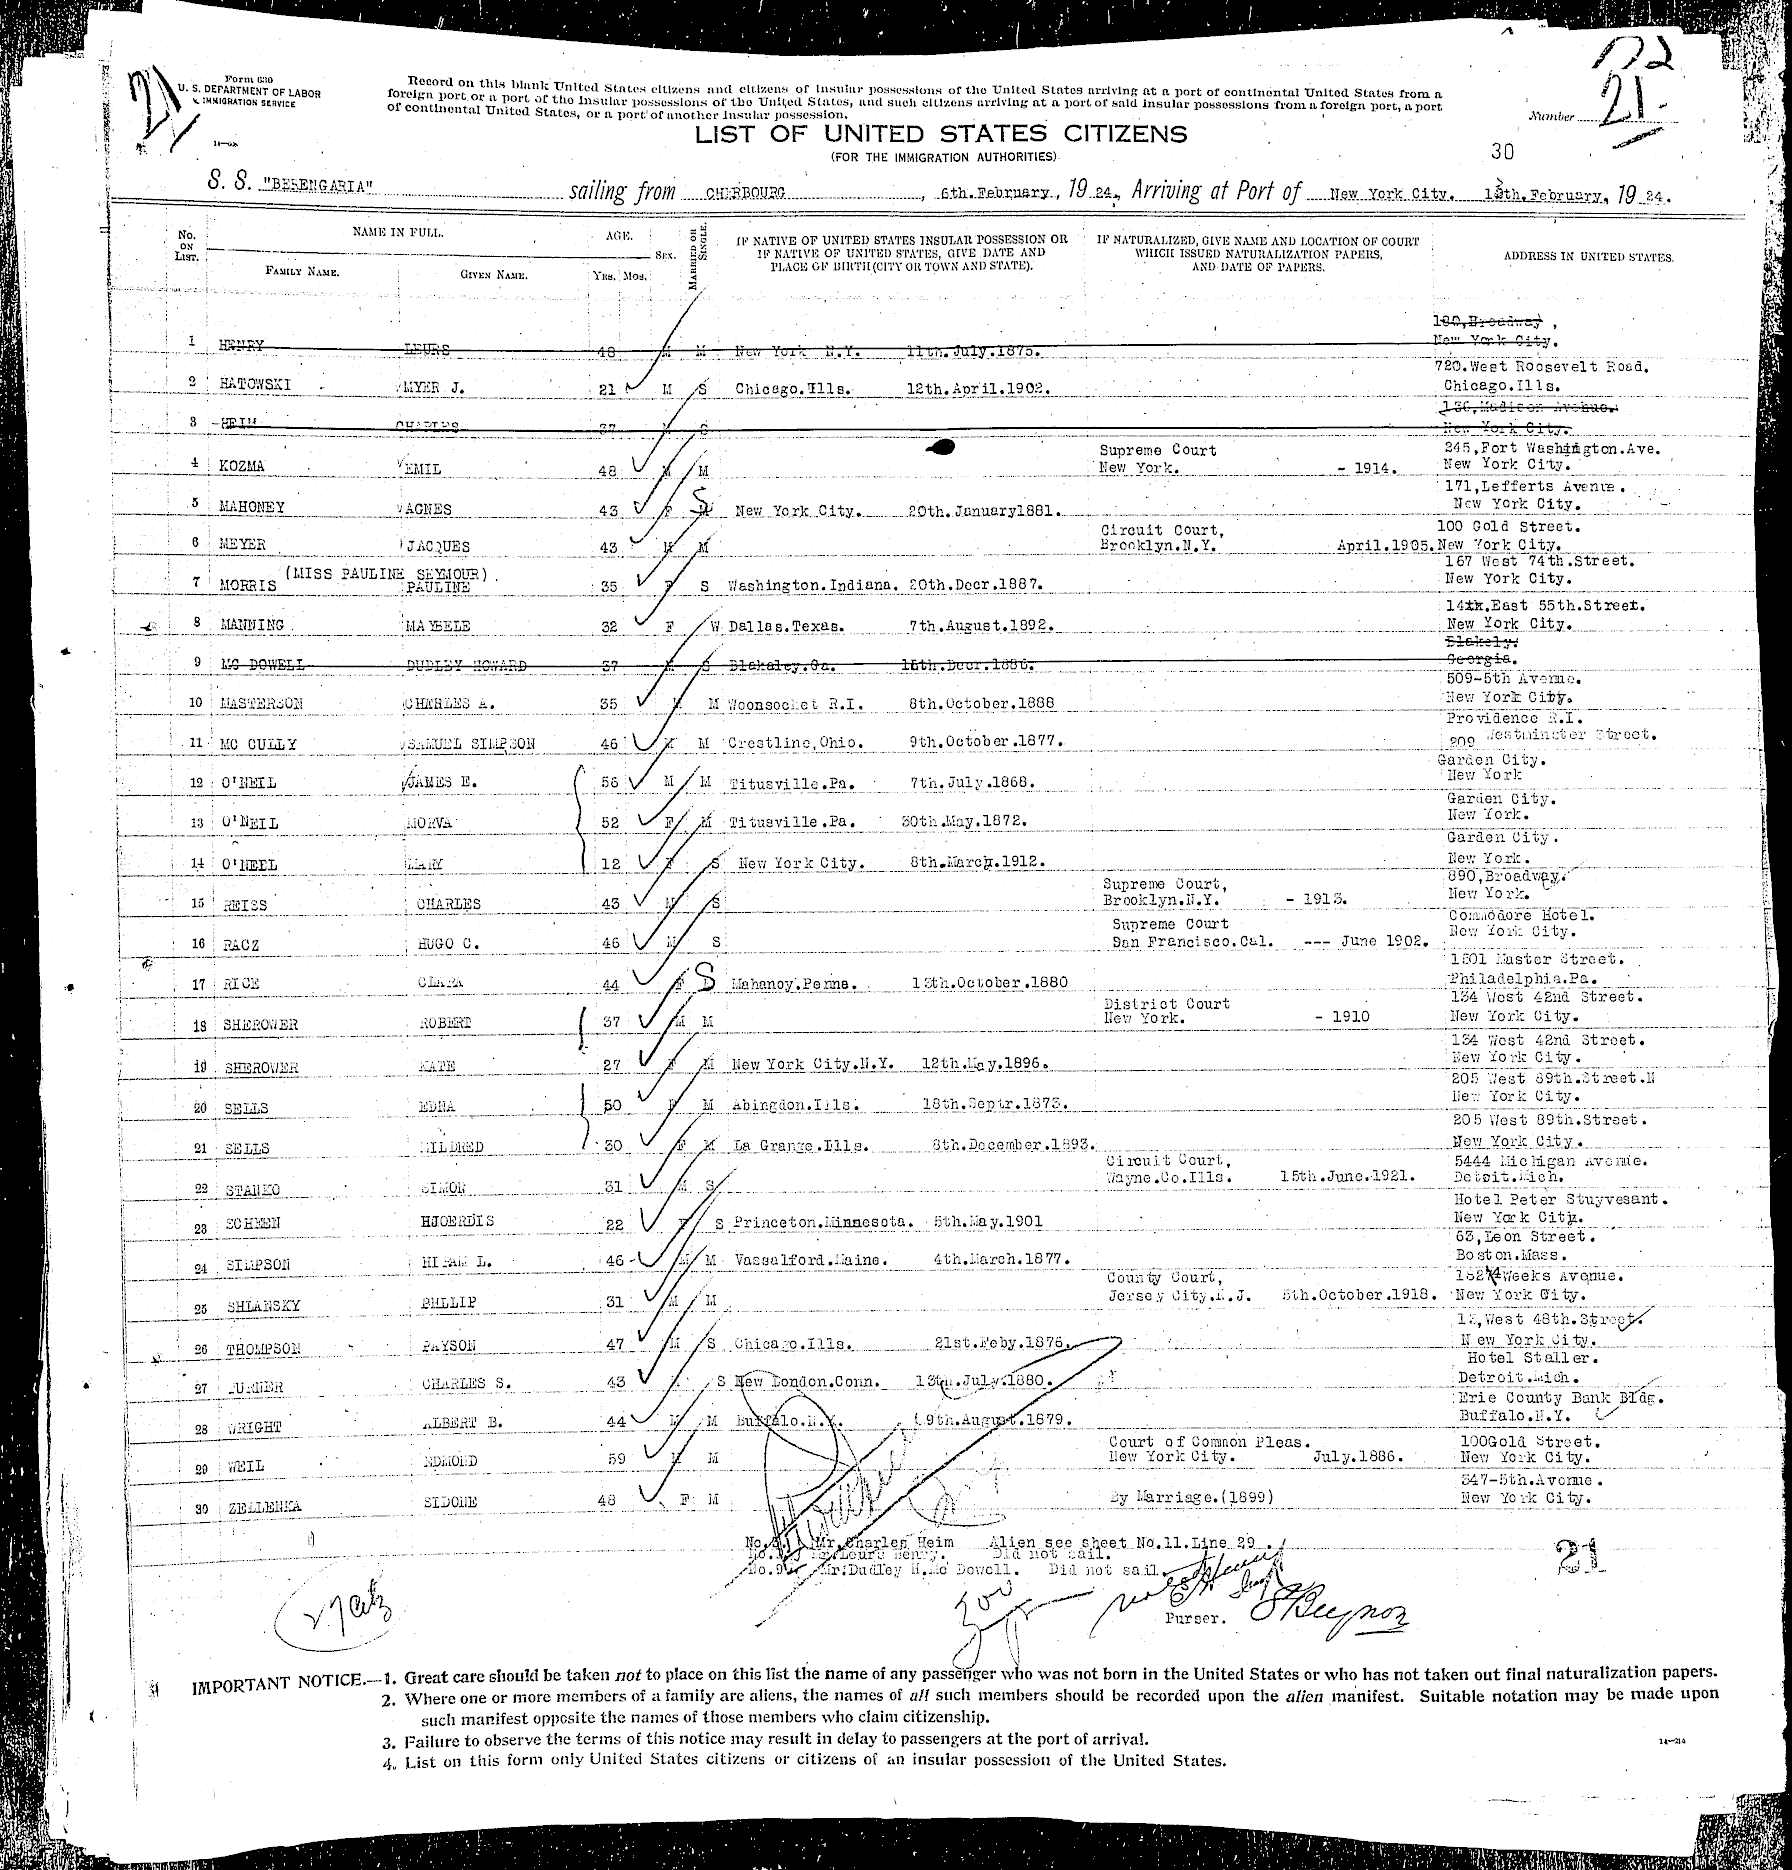 Form 630
U. S. DEPARTMENT OF LABOR
IMMIGRATION SERVICE
21
Record on this blank United States citizens and citizens of insular possessions of the United States arriving at a port of continental United States from a
foreign port or a port of the insular possessions of the United States, and such citizens arriving at a port of said insular possessions from a foreign port, a port
of continental United States, or a port of another insular possession.
Number 21
LIST OF UNITED STATES CITIZENS
(FOR THE IMMIGRATION AUTHORITIES)
30
S. S. "BERENGARIA" sailing from CHERBOURG, 6th.February, 1924, Arriving at Port of New York City. 13th.February, 1924.
No. ON LIST. NAME IN FULL. AGE. SEX. MARRIED OR SINGLE. IF NATIVE OF UNITED STATES INSULAR POSSESSION OR IF NATIVE OF UNITED STATES, GIVE DATE AND PLACE OF BIRTH (CITY OR TOWN AND STATE). IF NATURALIZED, GIVE NAME AND LOCATION OF COURT WHICH ISSUED NATURALIZATION PAPERS, AND DATE OF PAPERS. ADDRESS IN UNITED STATES.
FAMILY NAME. GIVEN NAME. YRS. MOS.
1 HENRY LEURS 48 M M New York N.Y. 11th.July.1875. 180,Broadway, New York City.
2 HATOWSKI MYER J. 21 M S Chicago.Ills. 12th.April.1902. 720.West Roosevelt Road. Chicago.Ills.
3 HEIM CHARLES 37 M S 136,Madison Avenue. New York City.
4 KOZMA EMIL 48 M M Supreme Court New York. - 1914. 245,Fort Washington.Ave. New York City.
5 MAHONEY AGNES 43 F S New York City. 20th.January1881. 171,Lefferts Avenue. New York City.
6 MEYER JACQUES 43 M M Circuit Court, Brooklyn.N.Y. April.1905. 100 Gold Street. New York City.
(MISS PAULINE SEYMOUR)
7 MORRIS PAULINE 35 F S Washington.Indiana. 20th.Decr.1887. 167 West 74th.Street. New York City.
8 MANNING MAYBELE 32 F W Dallas.Texas. 7th.August.1892. 14th.East 55th.Street. New York City.
9 MC DOWELL DUDLEY HOWARD 37 M S Blakeley.Ga. Decr.1886. Blakely. Georgia.
10 MASTERSON CHERLES A. 35 M M Woonsocket R.I. 8th.October.1888 509-5th Avenue. New York City.
11 MC CULLY SAMUEL SIMPSON 46 M M Crestline,Ohio. 9th.October.1877. Providence R.I. 209 Westminster Street.
12 O'NEIL JAMES E. 56 M M Titusville.Pa. 7th.July.1868. Garden City. New York
13 O'NEIL MORVA 52 F M Titusville.Pa. 30th.May.1872. Garden City. New York.
14 O'NEIL MARY 12 F S New York City. 8th.March.1912. Garden City. New York.
15 REISS CHARLES 43 M S Supreme Court, Brooklyn.N.Y. - 1913. 890,Broadway. New York.
16 RACZ HUGO C. 46 M S Supreme Court San Francisco.Cal. --- June 1902. Commodore Hotel. New York City.
17 RICE CLARA 44 F S Mahanoy.Penna. 13th.October.1880 1501 Master Street. Philadelphia.Pa.
18 SHEROWER ROBERT 37 M M District Court New York. - 1910 134 West 42nd Street. New York City.
19 SHEROWER KATE 27 F M New York City.N.Y. 12th.May.1896. 134 West 42nd Street. New York City.
20 SELLS EDNA 50 F M Abingdon.Ills. 18th.Septr.1873. 205 West 89th.Street.N New York City.
21 SELLS MILDRED 30 F M La Grange.Ills. 8th.December.1893. 205 West 89th.Street. New York City.
22 STANKO SIMON 31 M S Circuit Court, Wayne.Co.Ills. 15th.June.1921. 5444 Michigan Avenue. Detoit.Mich.
23 SCHEEN HJOERDIS 22 F S Princeton.Minnesota. 5th.May.1901 Hotel Peter Stuyvesant. New York City.
24 SIMPSON HIRAM L. 46 M M Vassalford.Maine. 4th.March.1877. 63,Leon Street. Boston.Mass.
25 SHLANSKY PHLLIP 31 M M County Court, Jersey City.N.J. 5th.October.1918. 1527 Weeks Avenue. New York City.
26 THOMPSON PAYSON 47 M S Chicago.Ills. 21st.Feby.1876. 12,West 48th.Street. New York City.
27 TURNER CHARLES S. 43 S New London.Conn. 13th.July.1880. Hotel Staller. Detroit.Mich.
28 WRIGHT ALBERT B. 44 M M Buffalo.N.Y. 19th.August.1879. Erie County Bank Bldg. Buffalo.N.Y.
29 WEIL EDMOND 59 M M Court of Common Pleas. New York City. July.1886. 100Gold Street. New York City.
30 ZELLENKA SIDONE 48 F M By Marriage.(1899) 347-5th.Avenue. New York City.
Mr.Charles Heim Alien see sheet No.11.Line 29.
Leurs Henry. Did not sail.
No.9 Mr.Dudley H.Mc Dowell. Did not sail.
21
Purser.
IMPORTANT NOTICE.—1. Great care should be taken not to place on this list the name of any passenger who was not born in the United States or who has not taken out final naturalization papers.
2. Where one or more members of a family are aliens, the names of all such members should be recorded upon the alien manifest. Suitable notation may be made upon
such manifest opposite the names of those members who claim citizenship.
3. Failure to observe the terms of this notice may result in delay to passengers at the port of arrival.
4. List on this form only United States citizens or citizens of an insular possession of the United States.